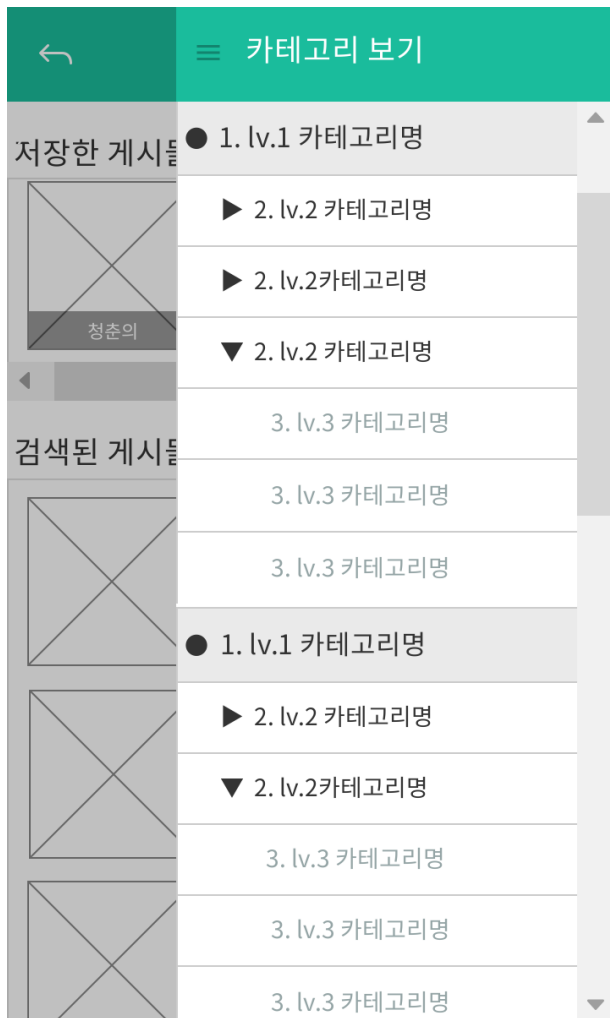 카테고리 보기
저장한 게시
청춘의
검색된 게시
● 1. lv.1 카테고리명
▶ 2. lv.2 카테고리명
▶ 2. lv.2카테고리명
▼ 2. lv.2 카테고리명
3. lv.3 카테고리명
3. lv.3 카테고리명
3. lv.3 카테고리명
● 1. lv.1 카테고리명
▶ 2. lv.2 카테고리명
▼ 2. lv.2카테고리명
3. lv.3 카테고리명
3. lv.3 카테고리명
3. lv.3 카테고리명